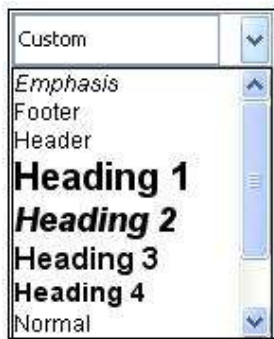 Custom
Emphasis
Footer
Header
Heading 1
Heading 2
Heading 3
Heading 4
Normal